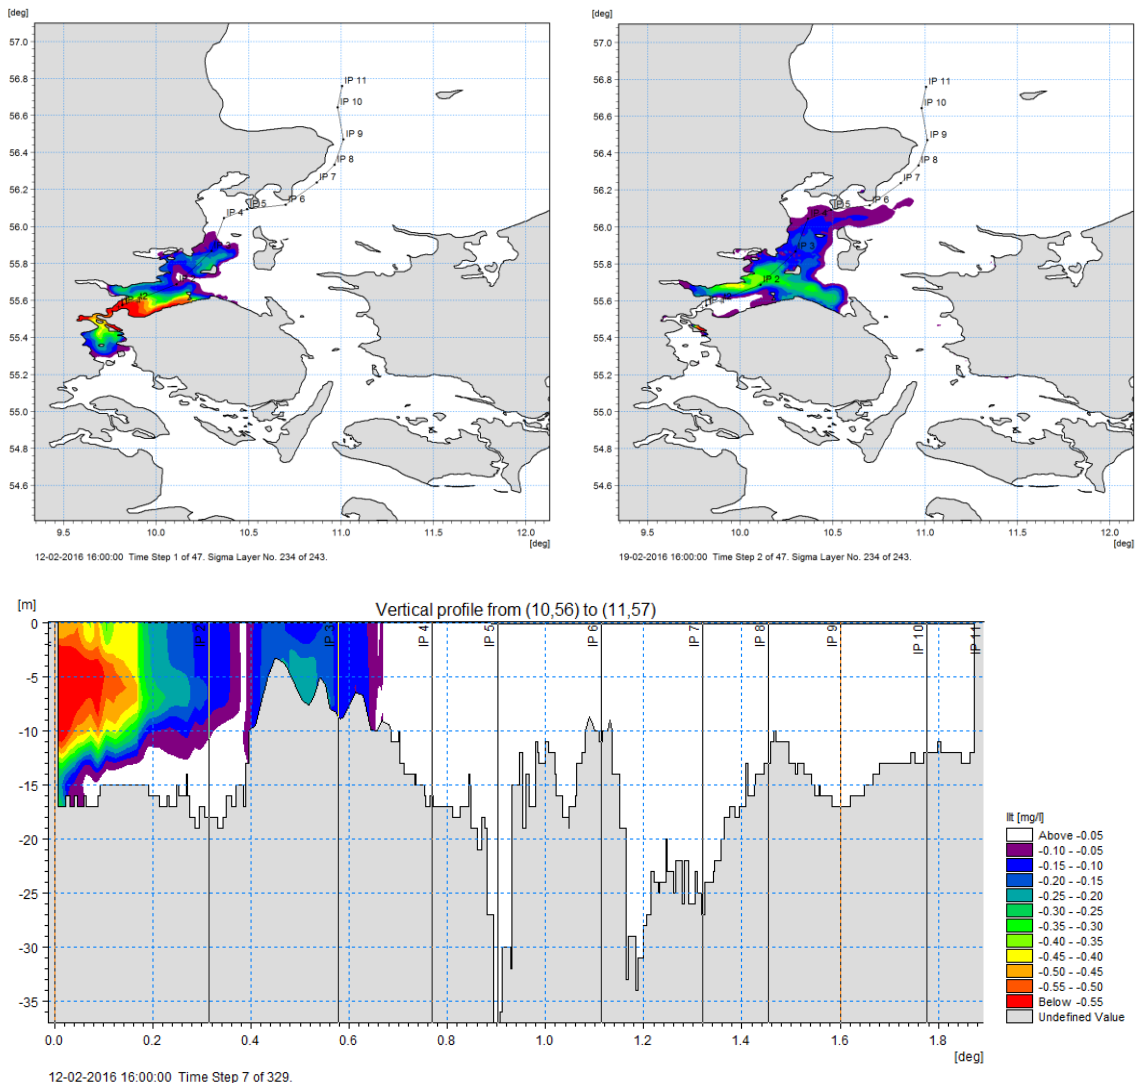 [deg]
57.0
56.8
56.6
56.4
56.2
56.0
55.8
55.6
55.4
55.2
55.0
54.8
54.6
IP 11
IP 10
IP 9
IP 8
IP 7
IP 6
IP 5
IP 4
9.5 10.0 10.5 11.0 11.5 12.0
[deg]
12-02-2016 16:00:00 Time Step 1 of 47. Sigma Layer No. 234 of 243.
[deg]
57.0
56.8
56.6
56.4
56.2
56.0
55.8
55.6
55.4
55.2
55.0
54.8
54.6
IP 11
IP 10
IP 9
IP 8
IP 7
IP 6
IP 5
IP 4
IP 3
IP 2
9.5 10.0 10.5 11.0 11.5 12.0
[deg]
19-02-2016 16:00:00 Time Step 2 of 47. Sigma Layer No. 234 of 243.
[m]
Vertical profile from (10,56) to (11,57)
0
-5
-10
-15
-20
-25
-30
-35
IP 2
IP 3
IP 4
IP 5
IP 6
IP 7
IP 8
IP 9
IP 10
IP 11
0.0 0.2 0.4 0.6 0.8 1.0 1.2 1.4 1.6 1.8
[deg]
12-02-2016 16:00:00 Time Step 7 of 329.
Ilt [mg/l]
Above -0.05
-0.10 - -0.05
-0.15 - -0.10
-0.20 - -0.15
-0.25 - -0.20
-0.30 - -0.25
-0.35 - -0.30
-0.40 - -0.35
-0.45 - -0.40
-0.50 - -0.45
-0.55 - -0.50
Below -0.55
Undefined Value